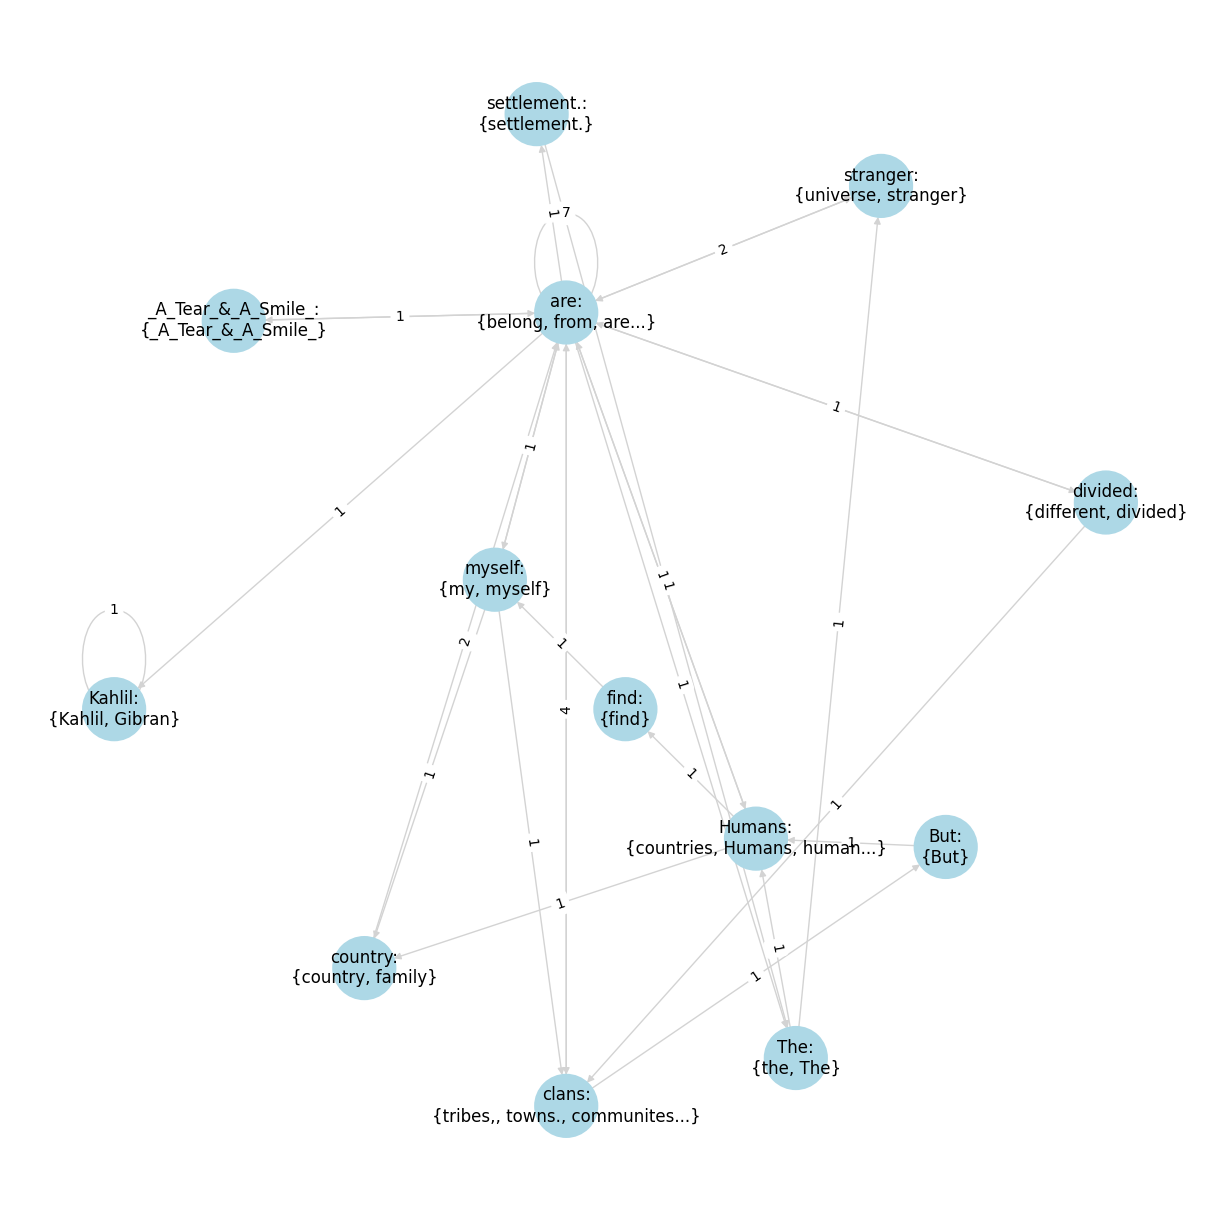 settlement.:
{settlement.}
stranger:
{universe, stranger}
1
7
2
_A_Tear_&_A_Smile_:
{_A_Tear_&_A_Smile_}
1
are:
{belong, from, are...}
1
1
divided:
{different, divided}
1
myself:
{my, myself}
1
1
1
Kahlil:
{Kahlil, Gibran}
2
1
1
find:
{find}
4
1
1
1
1
1
Humans:
{countries, Humans, human...}
1
But:
{But}
1
country:
{country, family}
1
1
The:
{the, The}
clans:
{tribes,, towns., communites...}